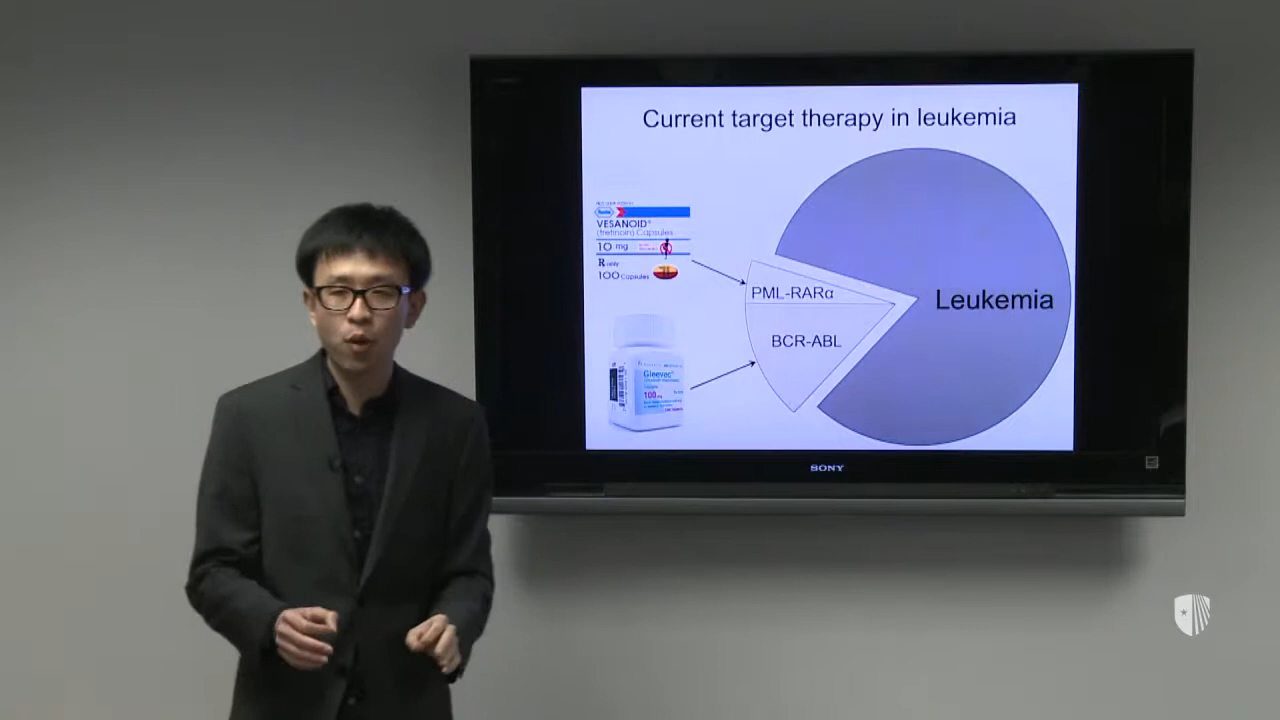 Current target therapy in leukemia
VESANOID®
(tretinoin) Capsules
10 mg
R only
100 Capsules
PML-RARα
BCR-ABL
Leukemia
Gleevec®
100 mg
SONY